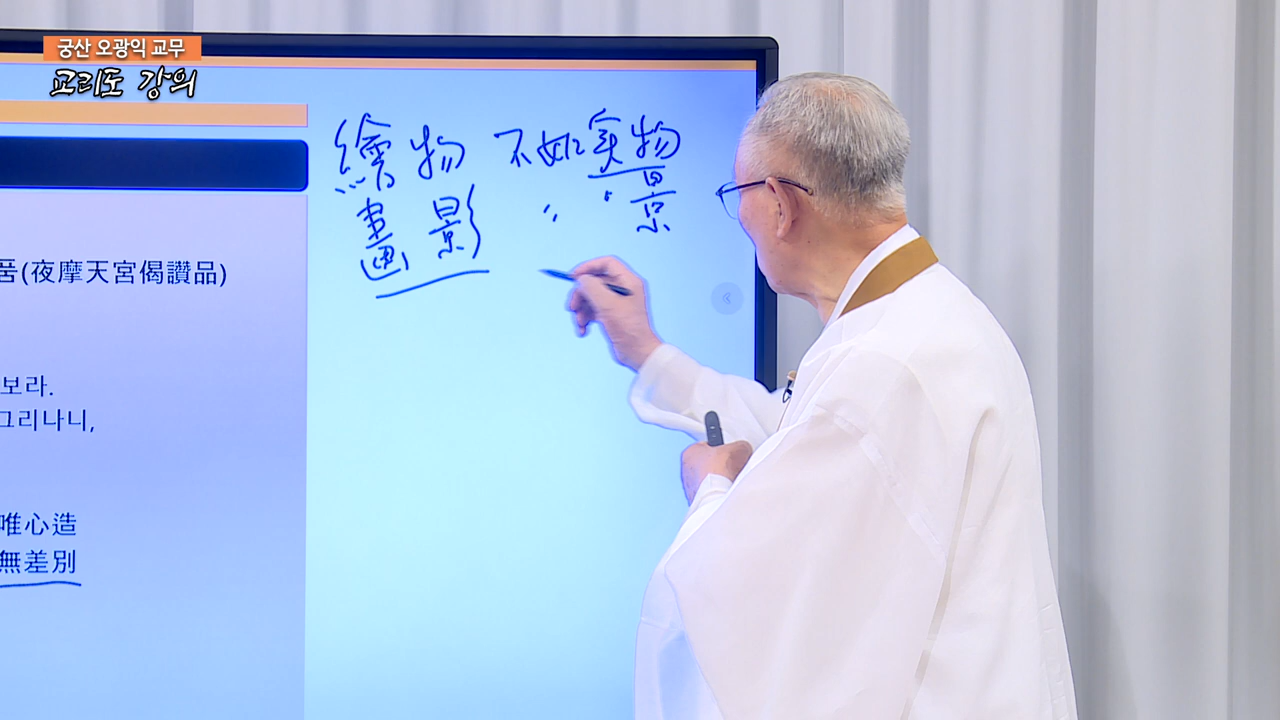 궁산 오광익 교무
교리도 강의
繪物 不如実物
畫影 〃 〃 景
품(夜摩天宮偈讚品)
보라.
그리나니,
唯心造
無差別